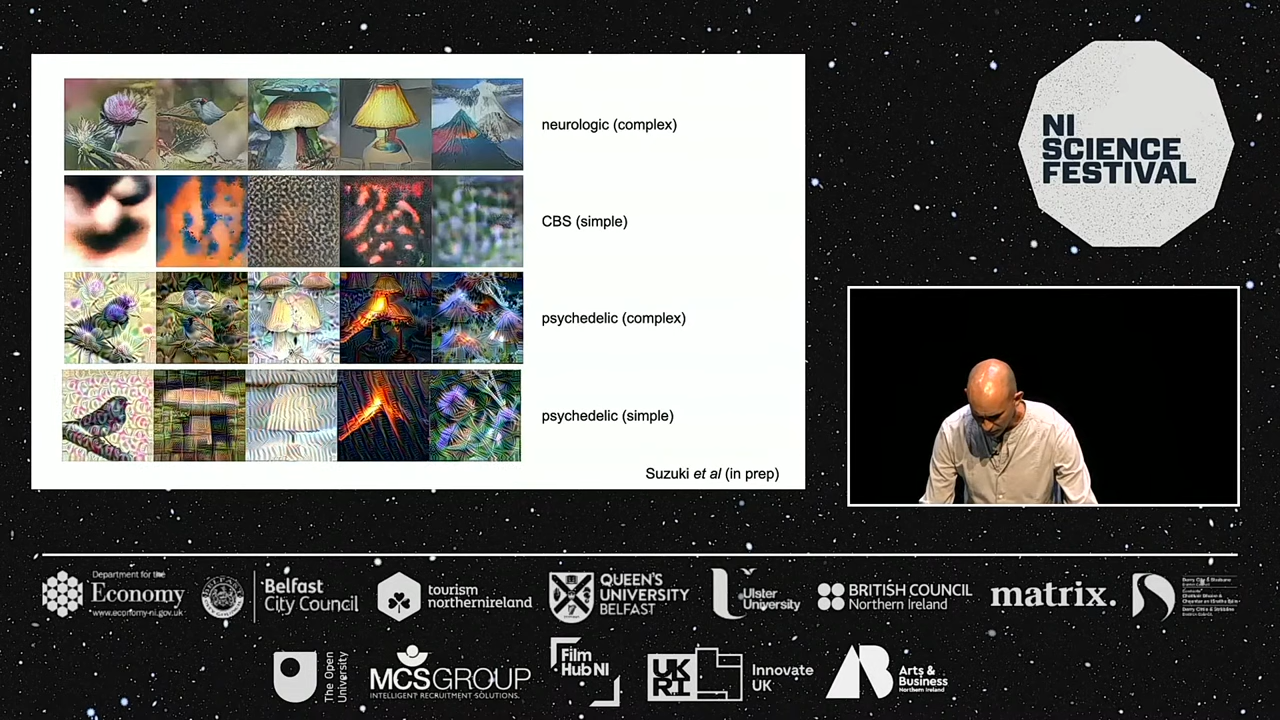 neurologic (complex)
CBS (simple)
psychedelic (complex)
psychedelic (simple)
Suzuki et al (in prep)
NI
SCIENCE
FESTIVAL
Department for the
Economy
www.economy-ni.gov.uk
Belfast
City Council
tourism
northernireland
QUEEN'S
UNIVERSITY
BELFAST
Ulster
University
BRITISH COUNCIL
Northern Ireland
matrix.
The Open
University
MCSGROUP
INTELLIGENT RECRUITMENT SOLUTIONS.
Film
Hub NI
UK
RI
Innovate
UK
Arts &
Business
Northern Ireland